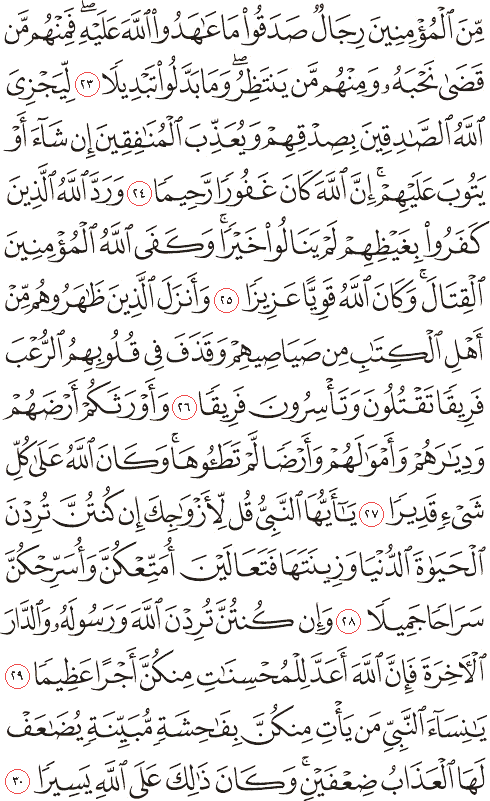 مِّنَ ٱلْمُؤْمِنِينَ رِجَالٌ صَدَقُوا۟ مَا عَٰهَدُوا۟ ٱللَّهَ عَلَيْهِ ۖ فَمِنْهُم مَّن
قَضَىٰ نَحْبَهُۥ وَمِنْهُم مَّن يَنتَظِرُ ۖ وَمَا بَدَّلُوا۟ تَبْدِيلًا ٢٣ لِّيَجْزِىَ
ٱللَّهُ ٱلصَّٰدِقِينَ بِصِدْقِهِمْ وَيُعَذِّبَ ٱلْمُنَٰفِقِينَ إِن شَآءَ أَوْ
يَتُوبَ عَلَيْهِمْ ۚ إِنَّ ٱللَّهَ كَانَ غَفُورًا رَّحِيمًا ٢٤ وَرَدَّ ٱللَّهُ ٱلَّذِينَ
كَفَرُوا۟ بِغَيْظِهِمْ لَمْ يَنَالُوا۟ خَيْرًا ۚ وَكَفَى ٱللَّهُ ٱلْمُؤْمِنِينَ
ٱلْقِتَالَ ۚ وَكَانَ ٱللَّهُ قَوِيًّا عَزِيزًا ٢٥ وَأَنزَلَ ٱلَّذِينَ ظَٰهَرُوهُم مِّنْ
أَهْلِ ٱلْكِتَٰبِ مِن صَيَاصِيهِمْ وَقَذَفَ فِى قُلُوبِهِمُ ٱلرُّعْبَ
فَرِيقًا تَقْتُلُونَ وَتَأْسِرُونَ فَرِيقًا ٢٦ وَأَوْرَثَكُمْ أَرْضَهُمْ
وَدِيَٰرَهُمْ وَأَمْوَٰلَهُمْ وَأَرْضًا لَّمْ تَطَـُٔوهَا ۚ وَكَانَ ٱللَّهُ عَلَىٰ كُلِّ
شَىْءٍ قَدِيرًا ٢٧ يَٰٓأَيُّهَا ٱلنَّبِىُّ قُل لِّأَزْوَٰجِكَ إِن كُنتُنَّ تُرِدْنَ
ٱلْحَيَوٰةَ ٱلدُّنْيَا وَزِينَتَهَا فَتَعَالَيْنَ أُمَتِّعْكُنَّ وَأُسَرِّحْكُنَّ
سَرَاحًا جَمِيلًا ٢٨ وَإِن كُنتُنَّ تُرِدْنَ ٱللَّهَ وَرَسُولَهُۥ وَٱلدَّارَ
ٱلْءَاخِرَةَ فَإِنَّ ٱللَّهَ أَعَدَّ لِلْمُحْسِنَٰتِ مِنكُنَّ أَجْرًا عَظِيمًا ٢٩
يَٰنِسَآءَ ٱلنَّبِىِّ مَن يَأْتِ مِنكُنَّ بِفَٰحِشَةٍ مُّبَيِّنَةٍ يُضَٰعَفْ
لَهَا ٱلْعَذَابُ ضِعْفَيْنِ ۚ وَكَانَ ذَٰلِكَ عَلَى ٱللَّهِ يَسِيرًا ٣٠